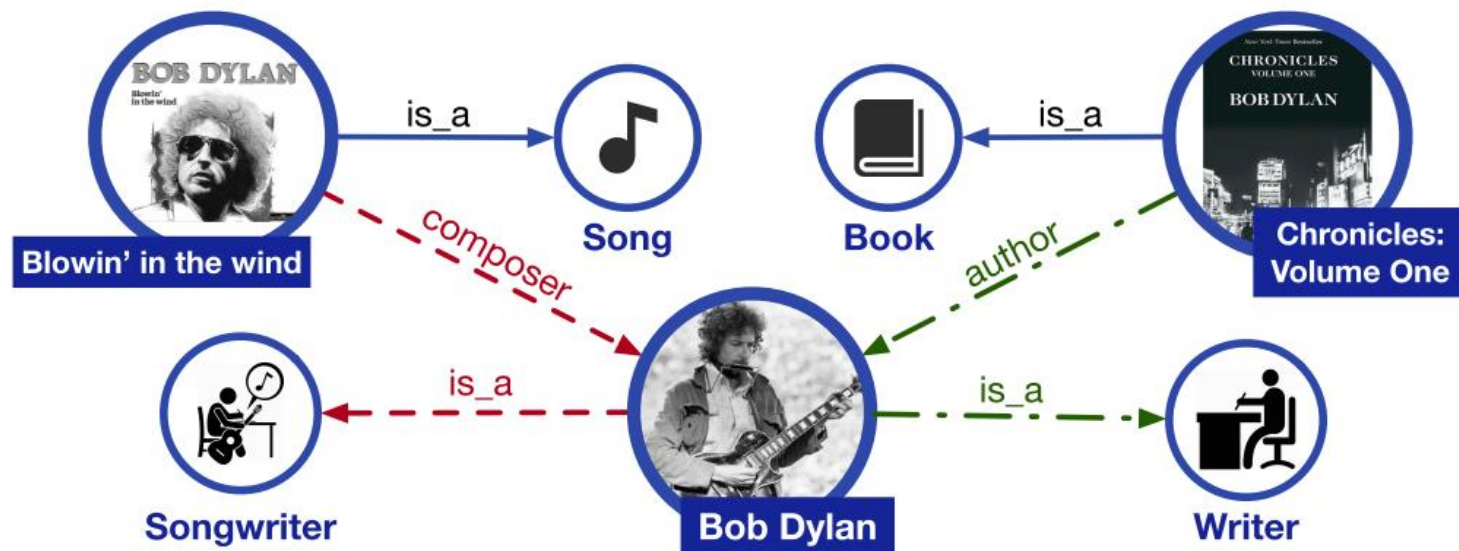 BOB DYLAN
Blowin'
in the wind
is_a
is_a
New York Times Bestseller
CHRONICLES
VOLUME ONE
BOB DYLAN
Song
Book
Blowin' in the wind
Chronicles:
Volume One
composer
author
is_a
is_a
Songwriter
Bob Dylan
Writer